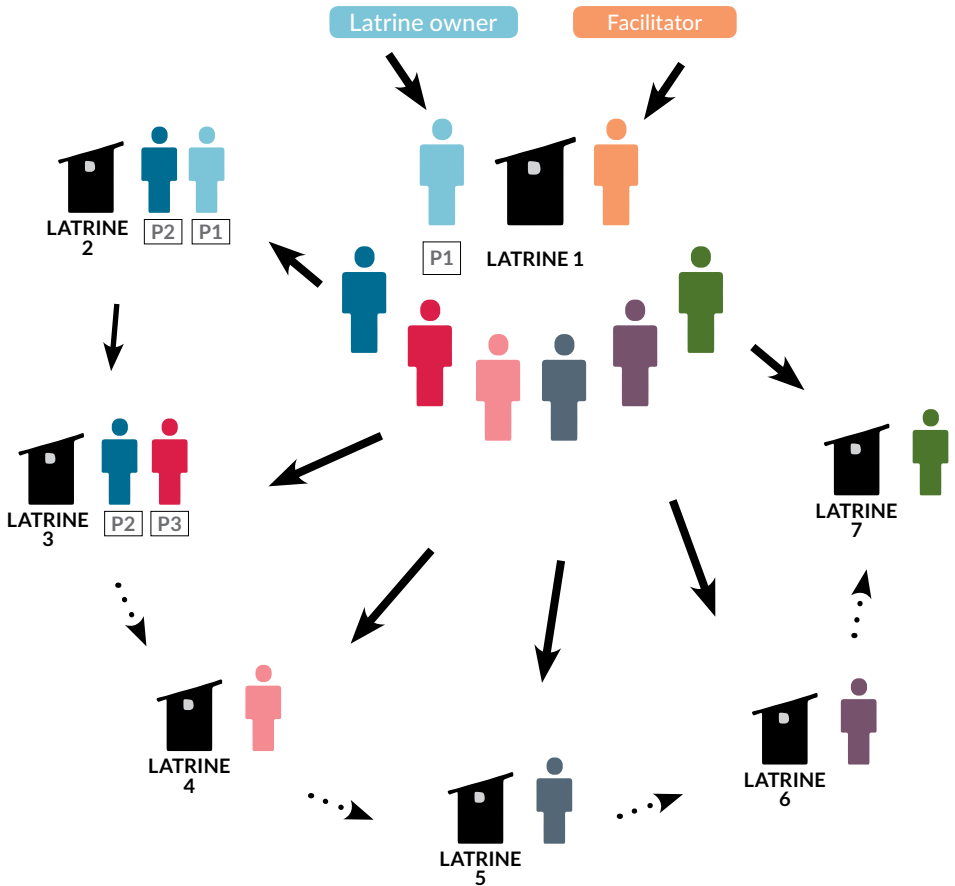 Latrine owner
Facilitator
LATRINE
2
P2
P1
P1
LATRINE 1
LATRINE
3
P2
P3
LATRINE
7
LATRINE
4
LATRINE
5
LATRINE
6